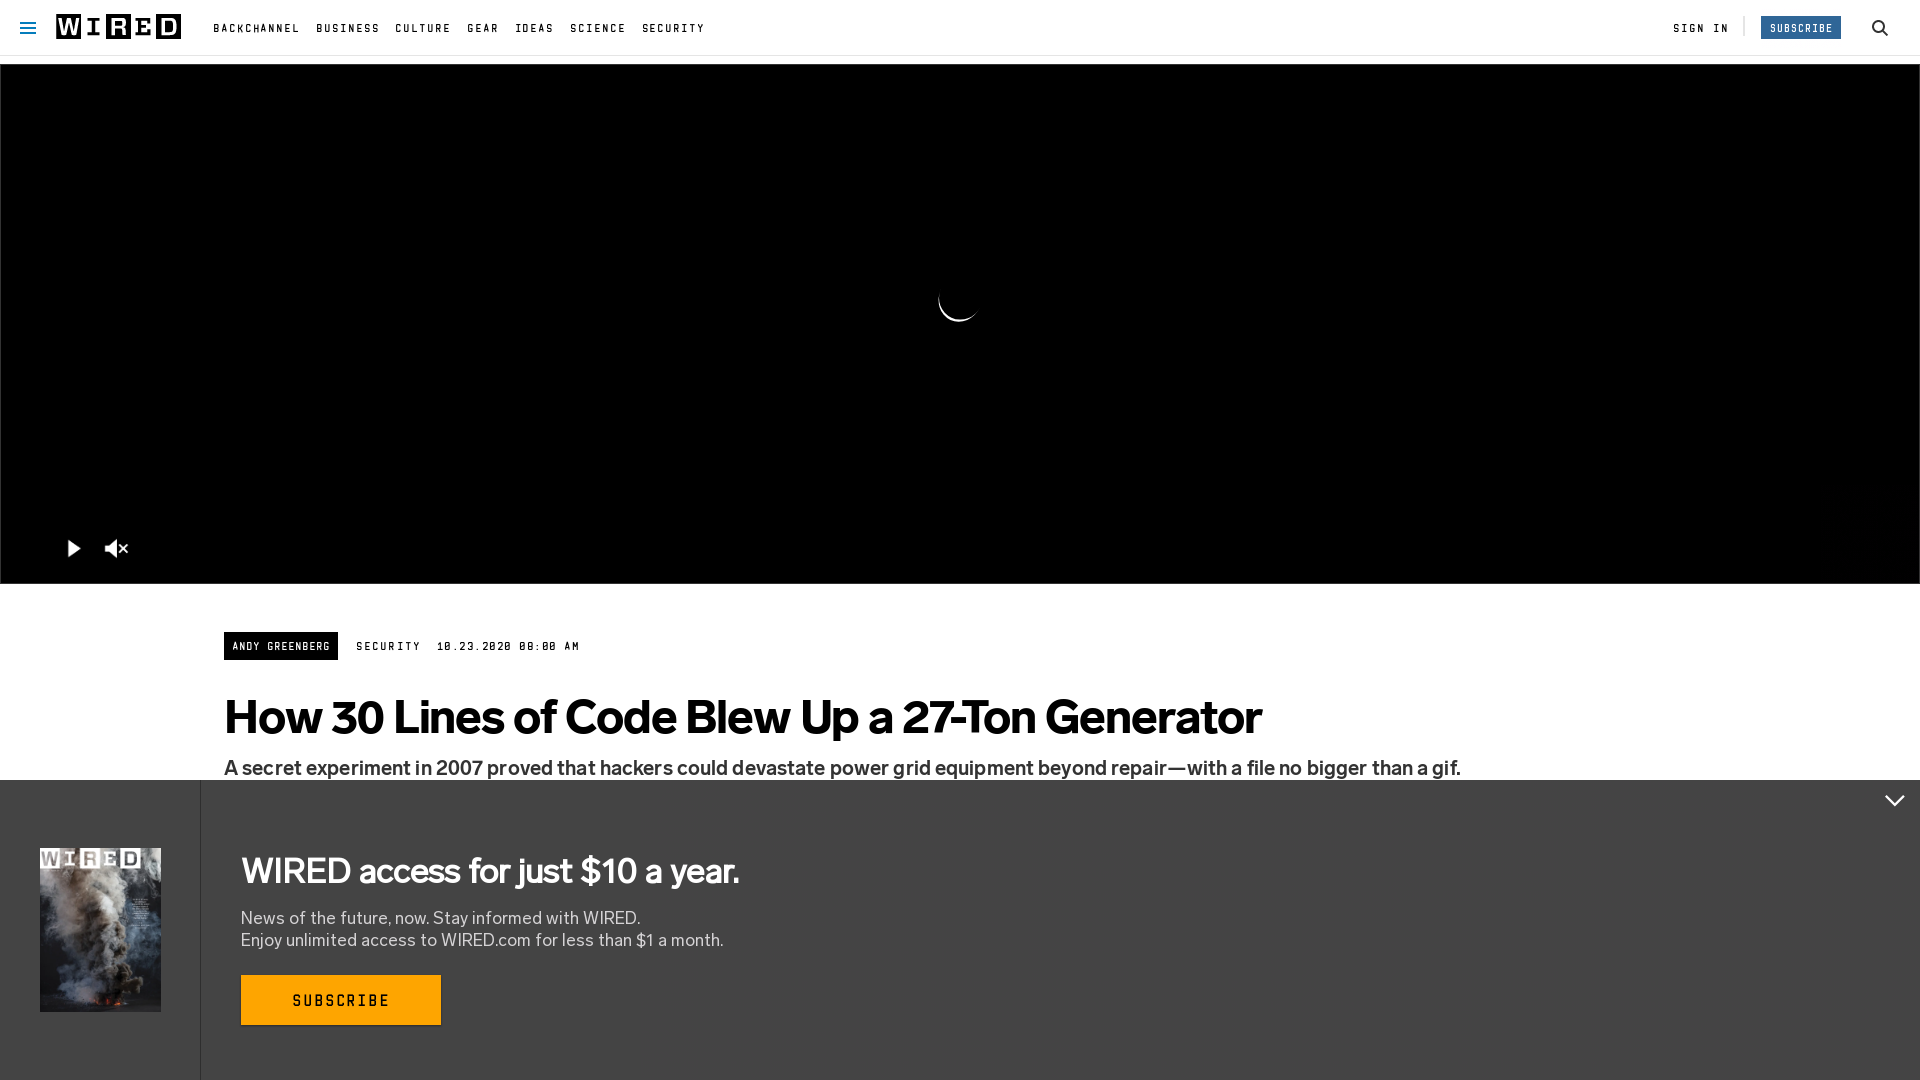 WIRED
BACKCHANNEL BUSINESS CULTURE GEAR IDEAS SCIENCE SECURITY
SIGN IN
SUBSCRIBE
ANDY GREENBERG SECURITY 10.23.2020 08:00 AM
How 30 Lines of Code Blew Up a 27-Ton Generator
A secret experiment in 2007 proved that hackers could devastate power grid equipment beyond repair—with a file no bigger than a gif.
WIRED
WIRED access for just $10 a year.
News of the future, now. Stay informed with WIRED.
Enjoy unlimited access to WIRED.com for less than $1 a month.
SUBSCRIBE